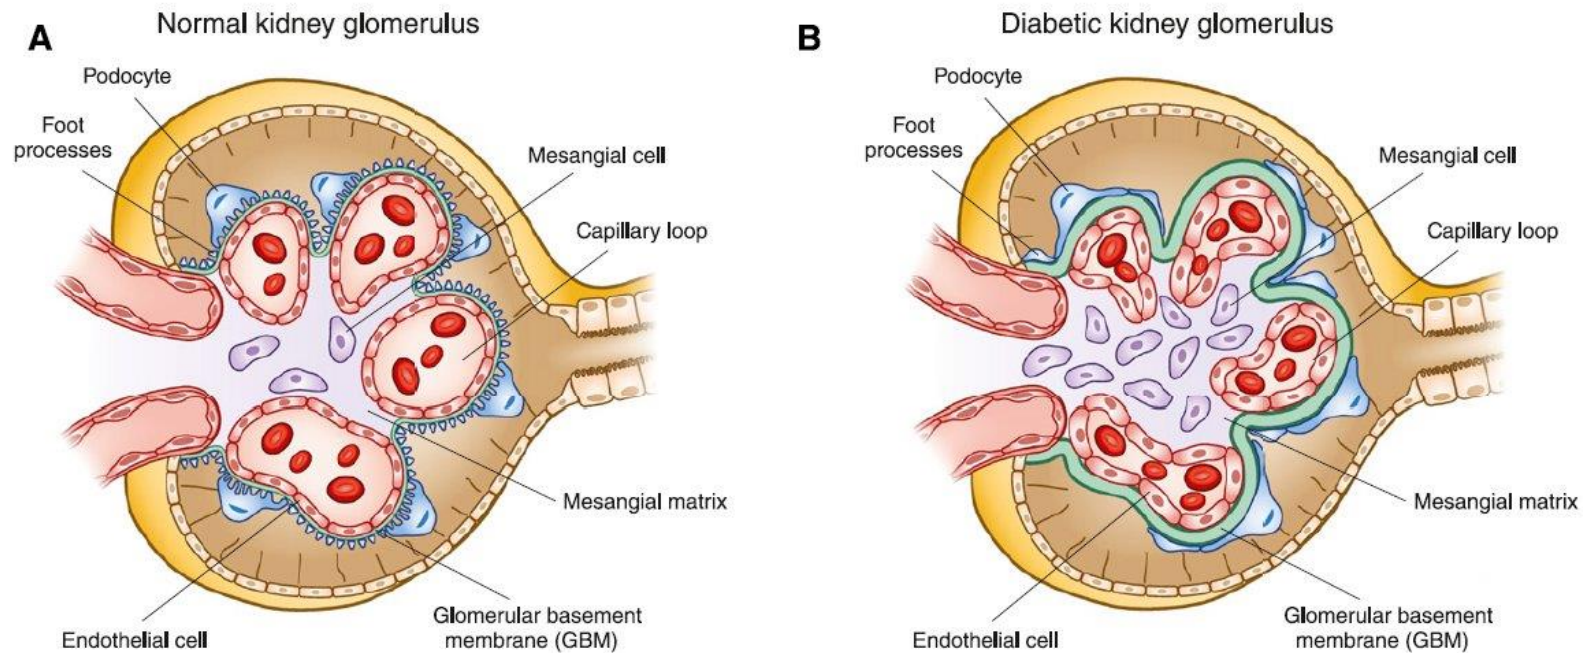 A
Normal kidney glomerulus
Podocyte
Foot
processes
Mesangial cell
Capillary loop
Mesangial matrix
Glomerular basement
membrane (GBM)
Endothelial cell
B
Diabetic kidney glomerulus
Podocyte
Foot
processes
Mesangial cell
Capillary loop
Mesangial matrix
Glomerular basement
membrane (GBM)
Endothelial cell